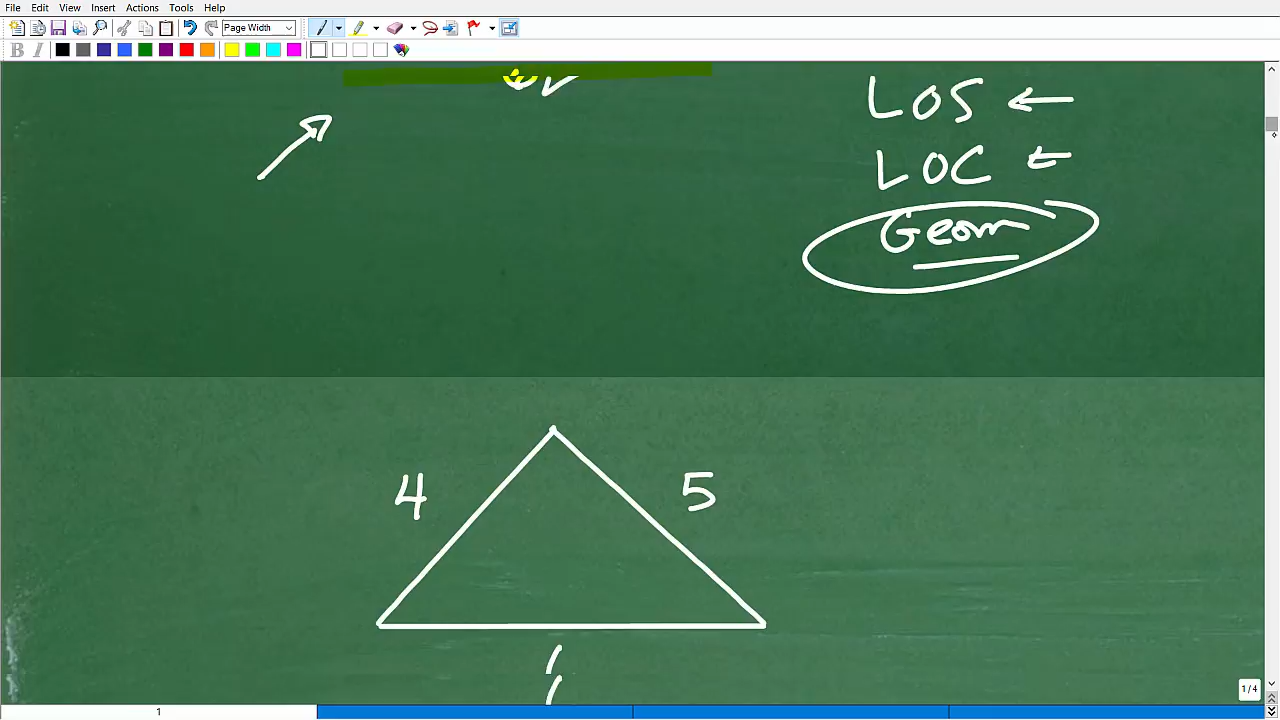 File Edit View Insert Actions Tools Help
Page Width
B I
LOS ←
LOC ←
Geom
4 5
1/4
1